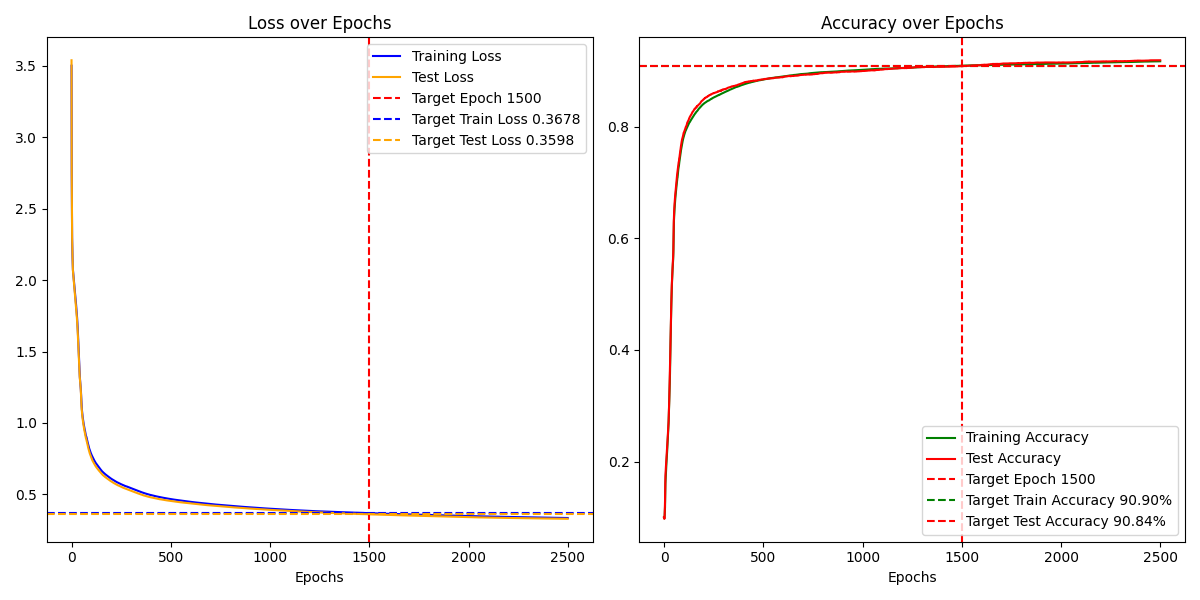 Loss over Epochs
3.5
3.0
2.5
2.0
1.5
1.0
0.5
Training Loss
Test Loss
Target Epoch 1500
Target Train Loss 0.3678
Target Test Loss 0.3598
0 500 1000 1500 2000 2500
Epochs
Accuracy over Epochs
0.8
0.6
0.4
0.2
Training Accuracy
Test Accuracy
Target Epoch 1500
Target Train Accuracy 90.90%
Target Test Accuracy 90.84%
0 500 1000 1500 2000 2500
Epochs